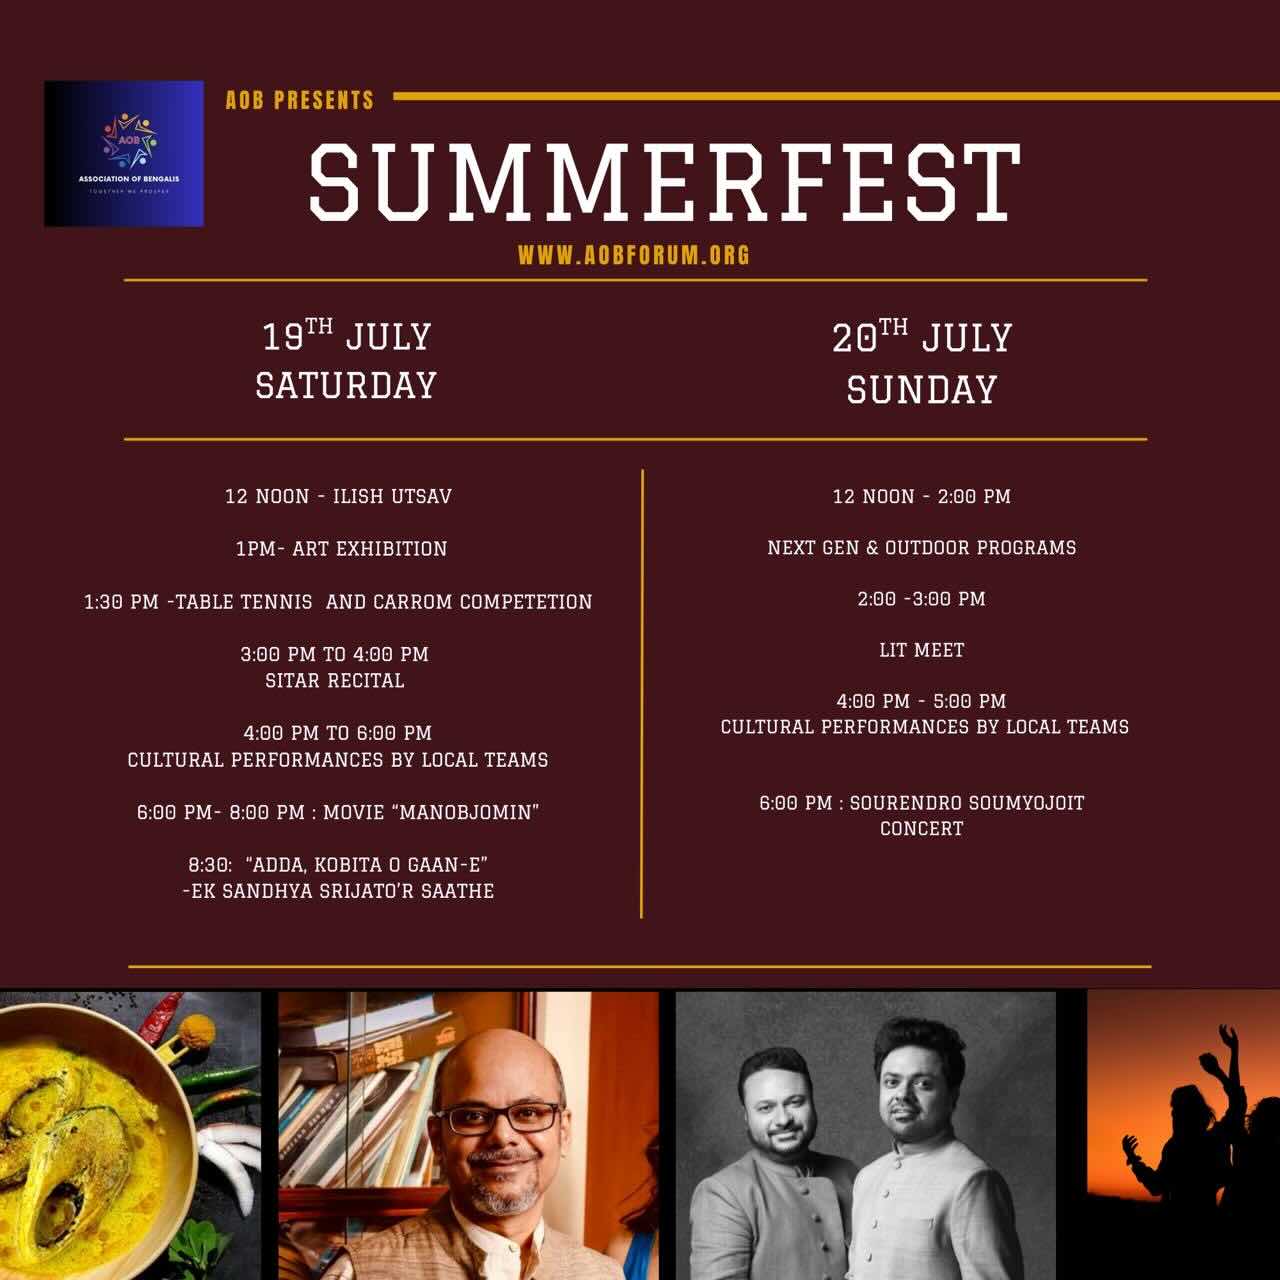 AOB PRESENTS
AOB
ASSOCIATION OF BENGALIS
TOGETHER WE PROSPER
SUMMERFEST
WWW.AOBFORUM.ORG
19TH JULY
SATURDAY
20TH JULY
SUNDAY
12 NOON - ILISH UTSAV
1PM- ART EXHIBITION
1:30 PM -TABLE TENNIS  AND CARROM COMPETETION
3:00 PM TO 4:00 PM
SITAR RECITAL
4:00 PM TO 6:00 PM
CULTURAL PERFORMANCES BY LOCAL TEAMS
6:00 PM- 8:00 PM : MOVIE “MANOBJOMIN”
8:30:  “ADDA, KOBITA O GAAN-E”
-EK SANDHYA SRIJATO’R SAATHE
12 NOON - 2:00 PM
NEXT GEN & OUTDOOR PROGRAMS
2:00 -3:00 PM
LIT MEET
4:00 PM - 5:00 PM
CULTURAL PERFORMANCES BY LOCAL TEAMS
6:00 PM : SOURENDRO SOUMYOJOIT
CONCERT